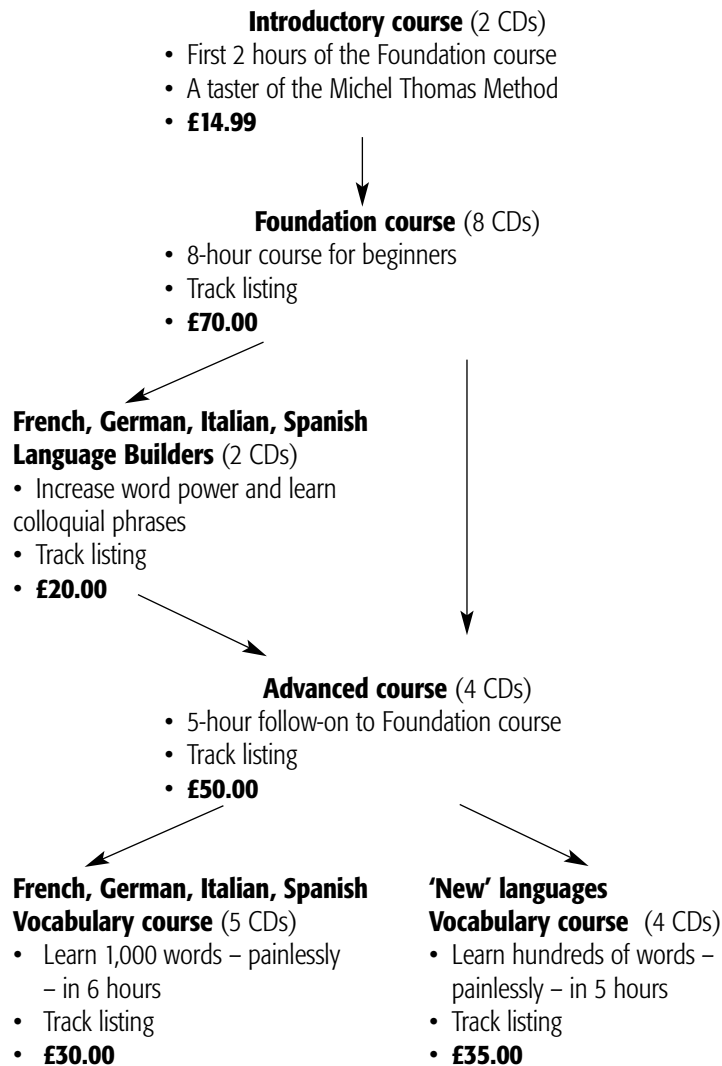 Introductory course (2 CDs)
• First 2 hours of the Foundation course
• A taster of the Michel Thomas Method
• £14.99
Foundation course (8 CDs)
• 8-hour course for beginners
• Track listing
• £70.00
French, German, Italian, Spanish
Language Builders (2 CDs)
• Increase word power and learn
colloquial phrases
• Track listing
• £20.00
Advanced course (4 CDs)
• 5-hour follow-on to Foundation course
• Track listing
• £50.00
French, German, Italian, Spanish
Vocabulary course (5 CDs)
• Learn 1,000 words – painlessly
– in 6 hours
• Track listing
• £30.00
‘New’ languages
Vocabulary course (4 CDs)
• Learn hundreds of words –
painlessly – in 5 hours
• Track listing
• £35.00